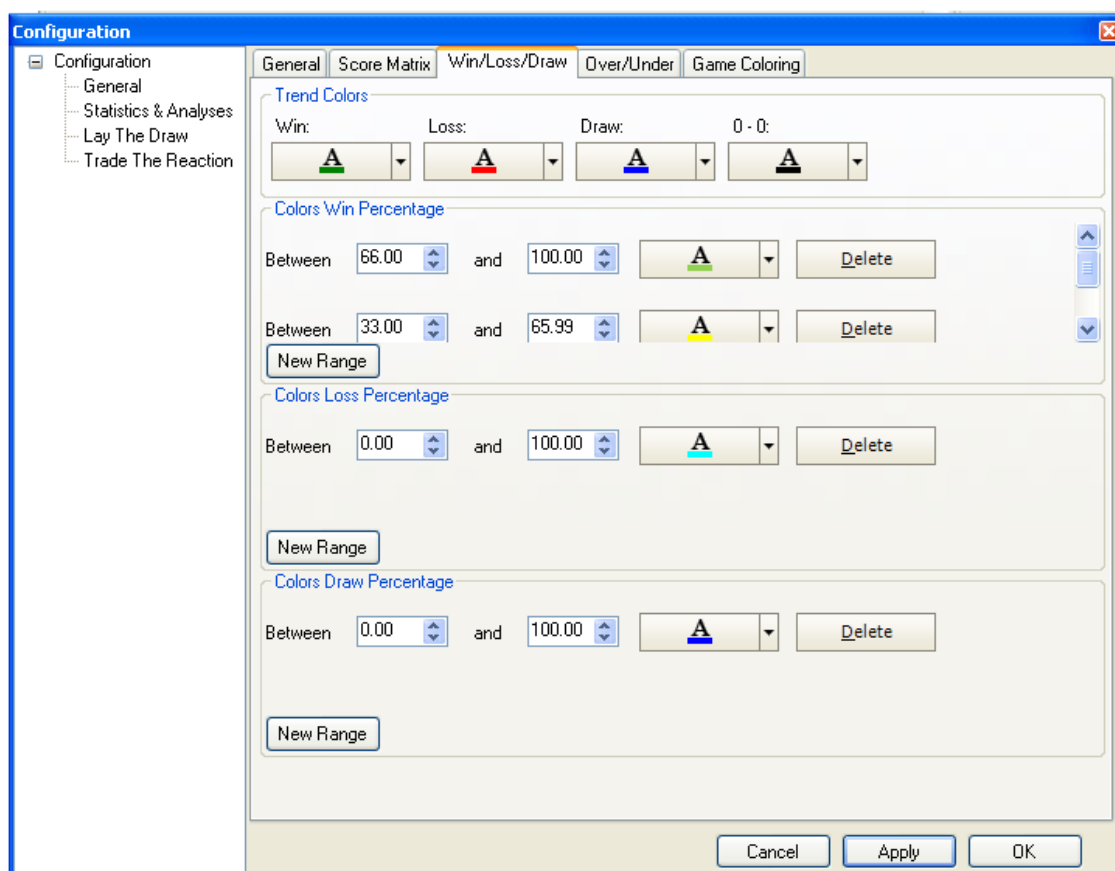 Configuration
Configuration
General
Statistics & Analyses
Lay The Draw
Trade The Reaction
General Score Matrix Win/Loss/Draw Over/Under Game Coloring
Trend Colors
Win: Loss: Draw: 0 - 0:
A A A A
Colors Win Percentage
Between 66.00 and 100.00 A Delete
Between 33.00 and 65.99 A Delete
New Range
Colors Loss Percentage
Between 0.00 and 100.00 A Delete
New Range
Colors Draw Percentage
Between 0.00 and 100.00 A Delete
New Range
Cancel Apply OK